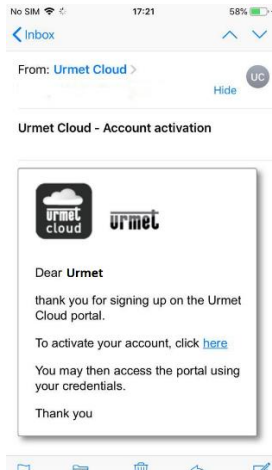 No SIM 17:21 58%
Inbox
From: Urmet Cloud
UC
Hide
Urmet Cloud - Account activation
urmet
cloud
urmet
Dear Urmet
thank you for signing up on the Urmet
Cloud portal.
To activate your account, click here
You may then access the portal using
your credentials.
Thank you